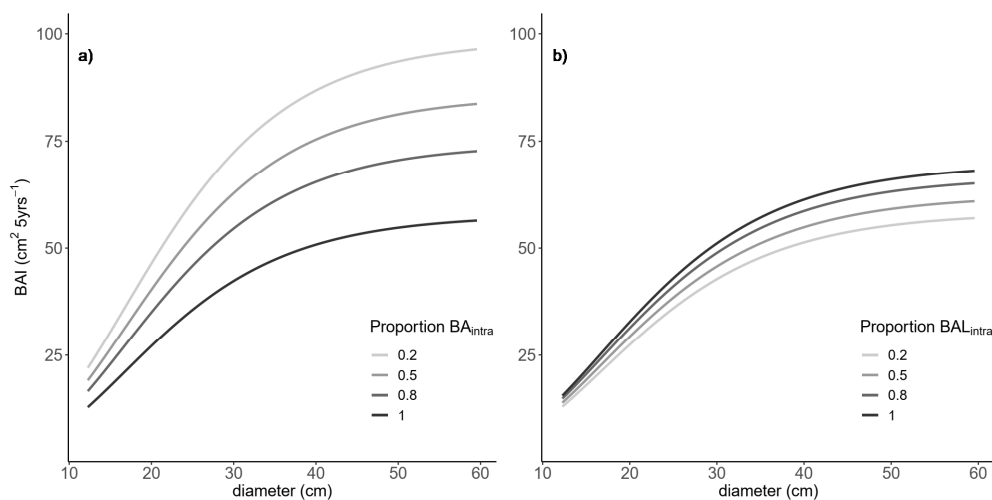 100
75
50
25
BAI (cm² 5yrs⁻¹)
a)
Proportion BAintra
0.2
0.5
0.8
1
10 20 30 40 50 60
diameter (cm)
100
75
50
25
b)
Proportion BALintra
0.2
0.5
0.8
1
10 20 30 40 50 60
diameter (cm)